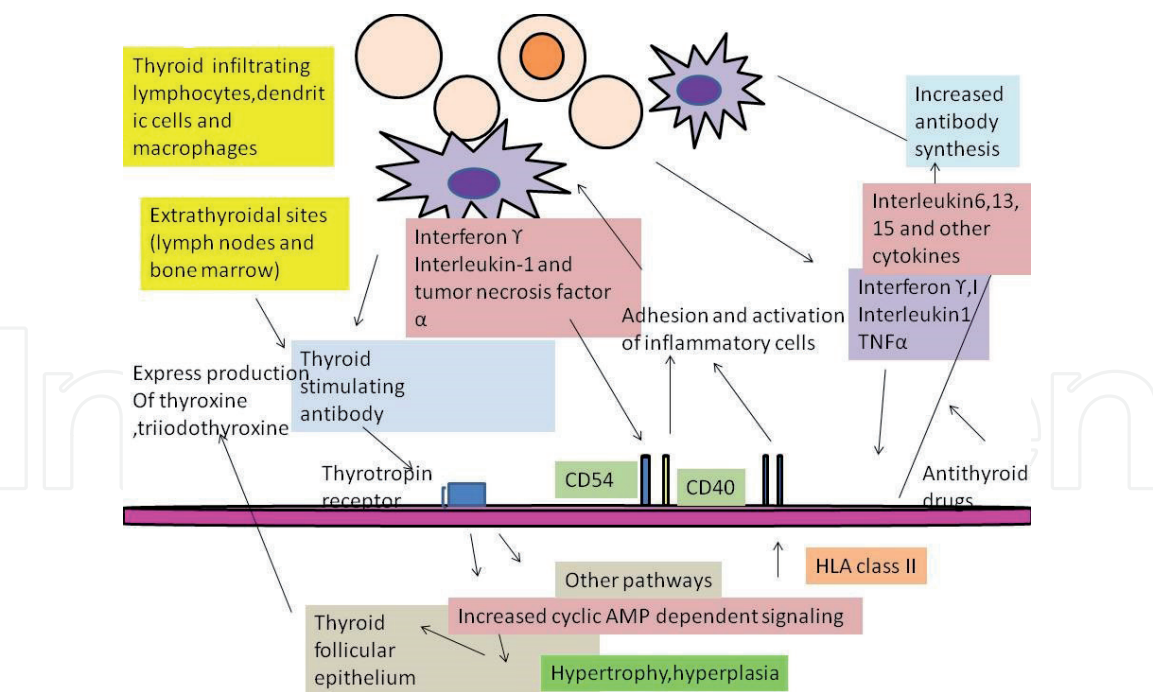 Thyroid infiltrating
lymphocytes,dendrit
ic cells and
macrophages
Increased
antibody
synthesis
Extrathyroidal sites
(lymph nodes and
bone marrow)
Interleukin6,13,
15 and other
cytokines
Interferon ϒ
Interleukin-1 and
tumor necrosis factor
α
Interferon ϒ,I
Interleukin1
TNFα
Adhesion and activation
of inflammatory cells
Thyroid
stimulating
antibody
Express production
Of thyroxine
,triiodothyroxine
Thyrotropin
receptor
CD54
CD40
Antithyroid
drugs
HLA class II
Other pathways
Increased cyclic AMP dependent signaling
Thyroid
follicular
epithelium
Hypertrophy,hyperplasia